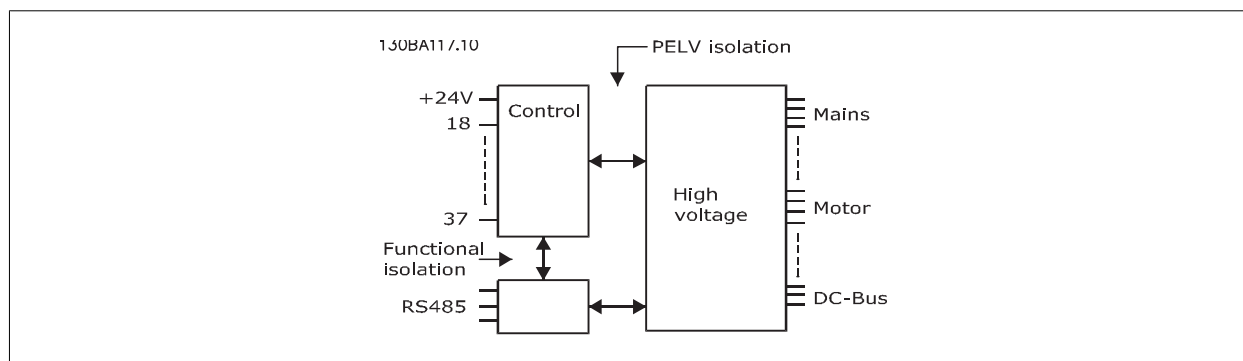 130BA117.10
PELV isolation
+24V
Control
Mains
18
High
voltage
Motor
37
Functional
isolation
RS485
DC-Bus